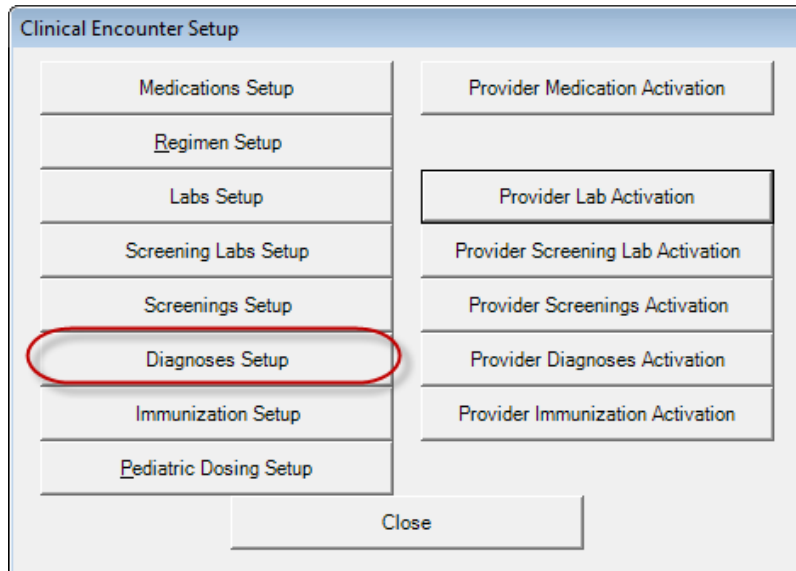 Clinical Encounter Setup
Medications Setup
Provider Medication Activation
Regimen Setup
Labs Setup
Provider Lab Activation
Screening Labs Setup
Provider Screening Lab Activation
Screenings Setup
Provider Screenings Activation
Diagnoses Setup
Provider Diagnoses Activation
Immunization Setup
Provider Immunization Activation
Pediatric Dosing Setup
Close